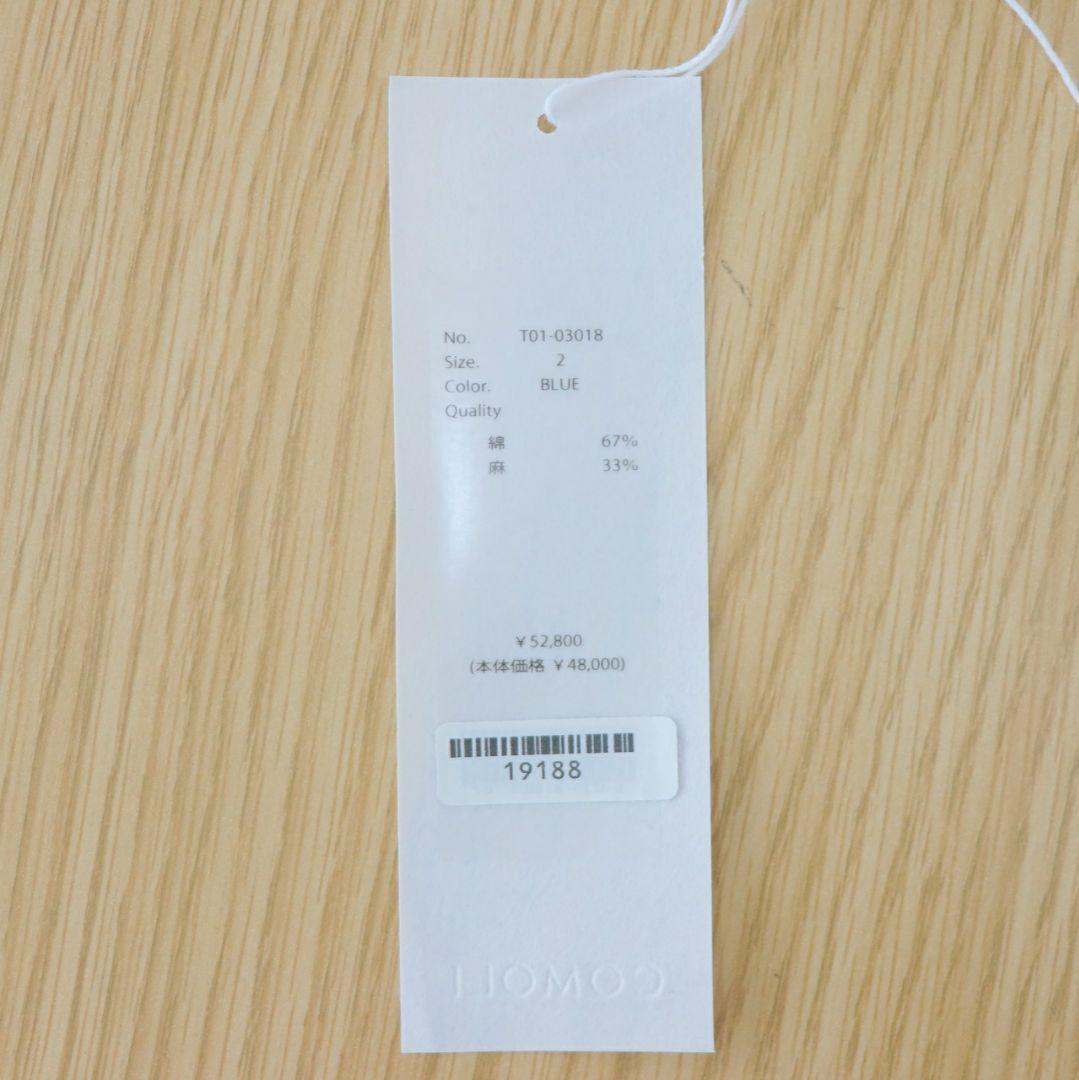 No. T01-03018
Size. 2
Color. BLUE
Quality
綿 67%
麻 33%
¥52,800
(本体価格 ¥48,000)
19188
COMOLI